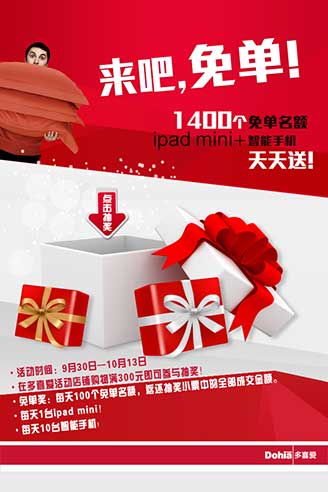 来吧,免单!
1400个免单名额
ipad mini+智能手机
天天送!
点击抽奖
·活动时间：9月30日—10月13日
·在多喜爱活动店铺购物满300元即可参与抽奖!
·免单奖：每天100个免单名额，返还抽奖小票中的全部成交金额。
·每天1台ipad mini!
·每天10台智能手机!
Dohia 多喜爱